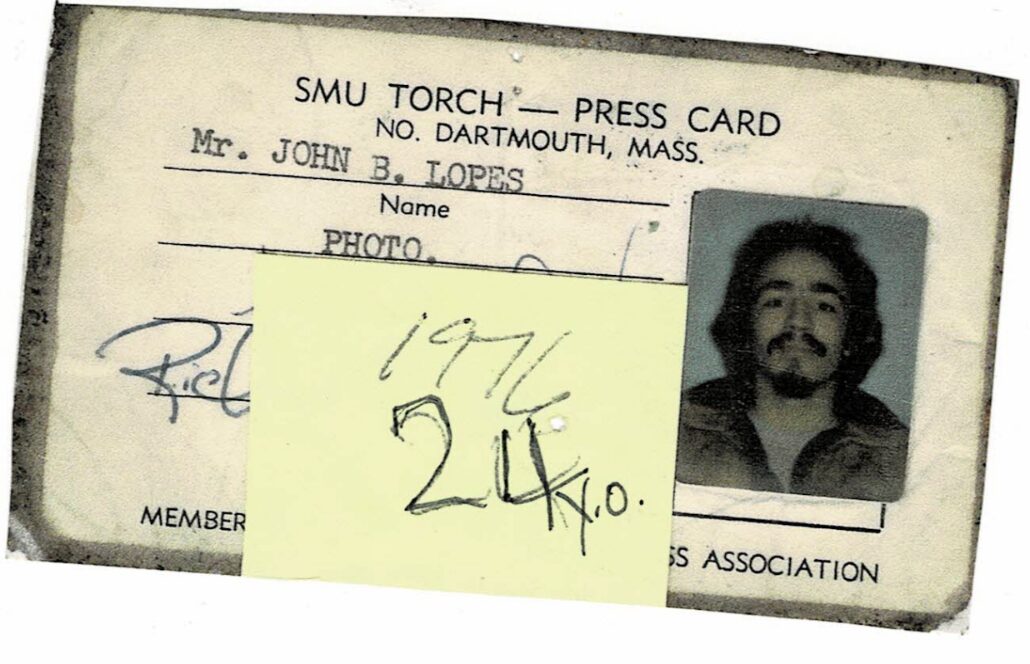 SMU TORCH — PRESS CARD
NO. DARTMOUTH, MASS.
Mr. JOHN B. LOPES
Name
PHOTO.
1976
24 Y.O.
MEMBER
SS ASSOCIATION